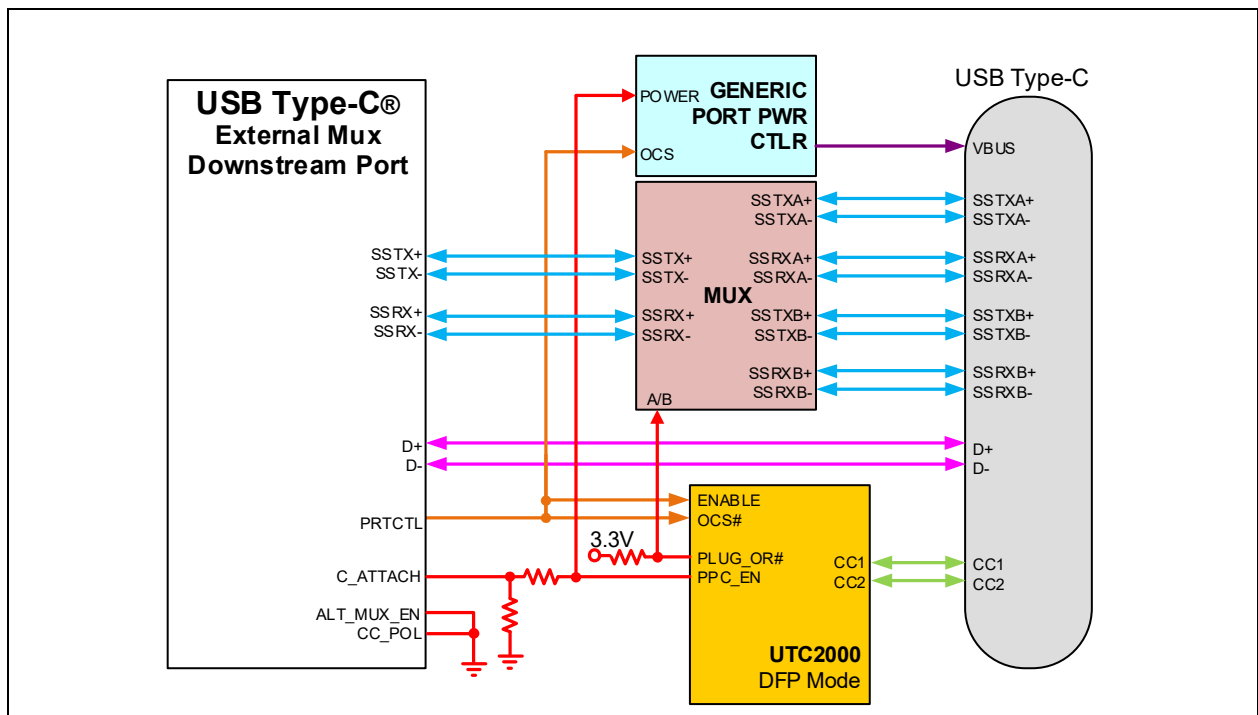 USB Type-C®
External Mux
Downstream Port
SSTX+
SSTX-
SSRX+
SSRX-
D+
D-
PRTCTL
C_ATTACH
ALT_MUX_EN
CC_POL
3.3V
POWER
GENERIC
PORT PWR
CTLR
OCS
SSTXA+
SSTXA-
SSTX+
SSTX-
SSRXA+
SSRXA-
MUX
SSRX+
SSRX-
SSTXB+
SSTXB-
SSRXB+
SSRXB-
A/B
ENABLE
OCS#
PLUG_OR#
PPC_EN
CC1
CC2
UTC2000
DFP Mode
USB Type-C
VBUS
SSTXA+
SSTXA-
SSRXA+
SSRXA-
SSTXB+
SSTXB-
SSRXB+
SSRXB-
D+
D-
CC1
CC2